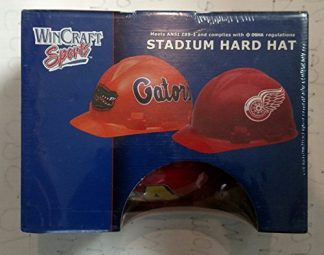 WINCRAFT
Sports
Meets ANSI Z89-1 and complies with OSHA regulations
STADIUM HARD HAT
Gators